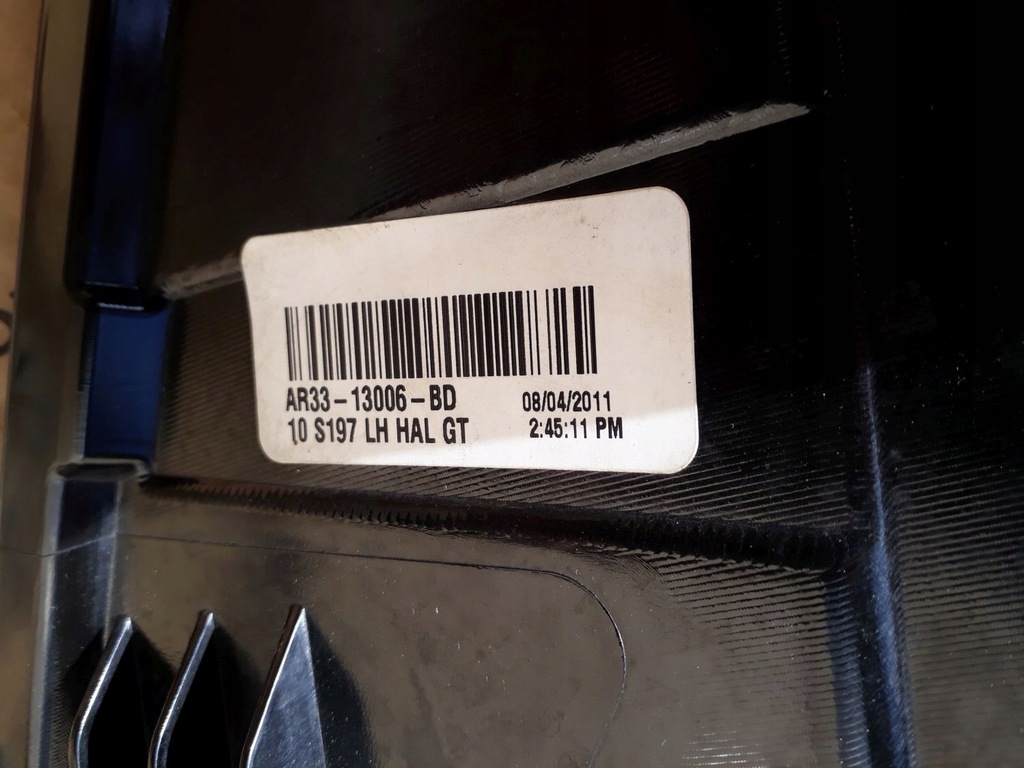 AR33-13006-BD 08/04/2011
10 S197 LH HAL GT 2:45:11 PM